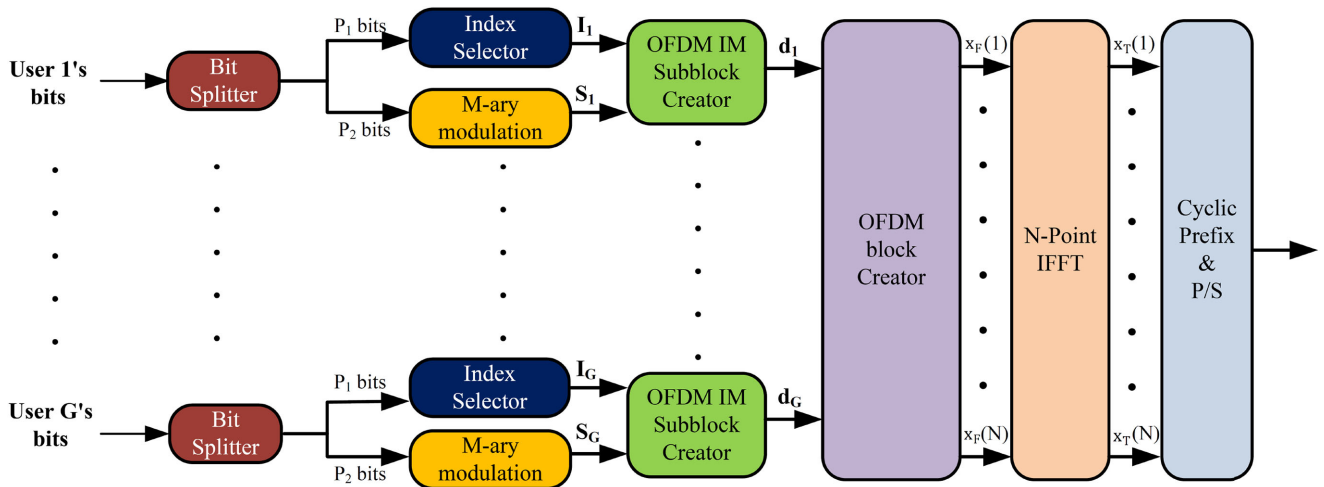 User 1's
bits
Bit
Splitter
P1 bits
P2 bits
Index
Selector
M-ary
modulation
I1
S1
OFDM IM
Subblock
Creator
d1
User G's
bits
Bit
Splitter
P1 bits
P2 bits
Index
Selector
M-ary
modulation
IG
SG
OFDM IM
Subblock
Creator
dG
OFDM
block
Creator
xF(1)
xF(N)
N-Point
IFFT
xT(1)
xT(N)
Cyclic
Prefix
&
P/S